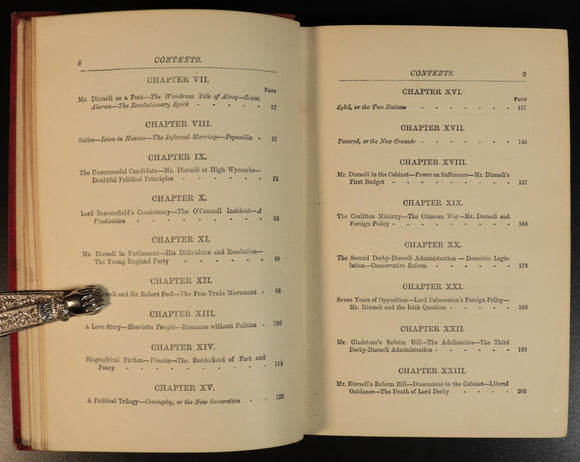 8 CONTENTS.
CHAPTER VII.
PAGE
Mr. Disraeli as a Poet—The Wondrous Tale of Alroy—Count
Alarcos—The Revolutionary Epick 57
CHAPTER VIII.
Satire—Ixion in Heaven—The Infernal Marriage—Popanilla 67
CHAPTER IX.
The Unsuccessful Candidate—Mr. Disraeli at High Wycombe—
Doubtful Political Principles 73
CHAPTER X.
Lord Beaconsfield's Consistency—The O'Connell Incident—A
Vindication 80
CHAPTER XI.
Mr. Disraeli in Parliament—His Difficulties and Resolution—
The Young England Party 89
CHAPTER XII.
sraeli and Sir Robert Peel—The Free Trade Movement 98
CHAPTER XIII.
A Love Story—Henrietta Temple—Romance without Politics
CHAPTER XIV.
Biographical Fiction—Venetia—The Borderland of Fact and
Fancy 118
CHAPTER XV.
A Political Trilogy—Coningsby, or the New Generation
CONTENTS. 9
CHAPTER XVI.
PAGE
Sybil, or the Two Nations
CHAPTER XVII.
Tancred, or the New Crusade 145
CHAPTER XVIII.
Mr. Disraeli in the Cabinet—Power on Sufferance—Mr. Disraeli's
First Budget 157
CHAPTER XIX.
The Coalition Ministry—The Crimean War—Mr. Disraeli and
Foreign Policy 166
CHAPTER XX.
The Second Derby-Disraeli Administration—Domestic Legis-
lation—Conservative Reform 176
CHAPTER XXI.
Seven Years of Opposition—Lord Palmerston's Foreign Policy—
Mr. Disraeli and the Irish Question 186
CHAPTER XXII.
Mr. Gladstone's Reform Bill—The Adullamites—The Third
Derby-Disraeli Administration 193
CHAPTER XXIII.
Mr. Disraeli's Reform Bill—Dissensions in the Cabinet—Liberal
Guidance—The Death of Lord Derby 203